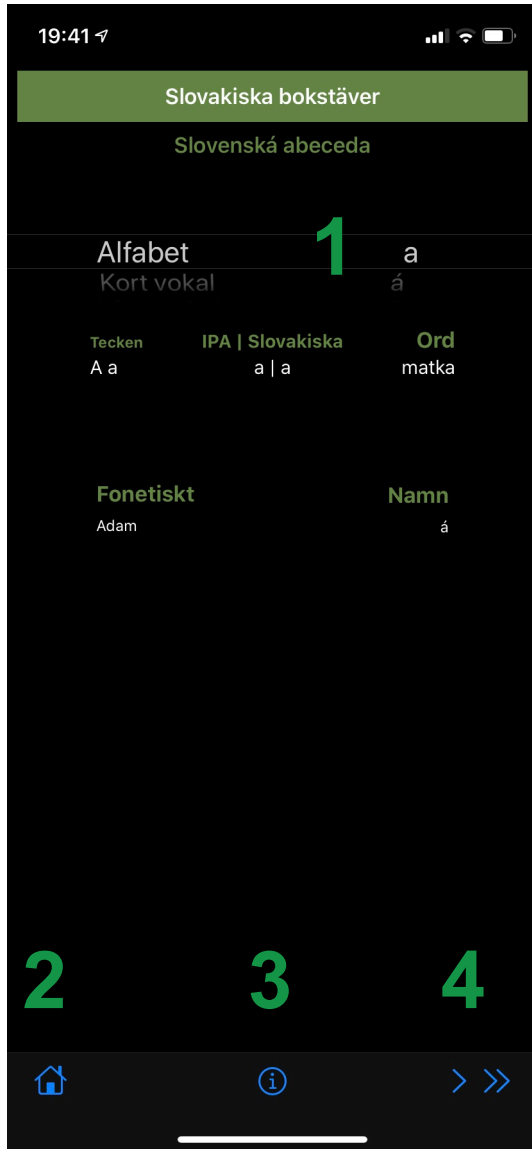 19:41
Slovakiska bokstäver
Slovenská abeceda
1
Alfabet a
Kort vokal á
Tecken IPA | Slovakiska Ord
A a a | a matka
Fonetiskt Namn
Adam á
2 3 4